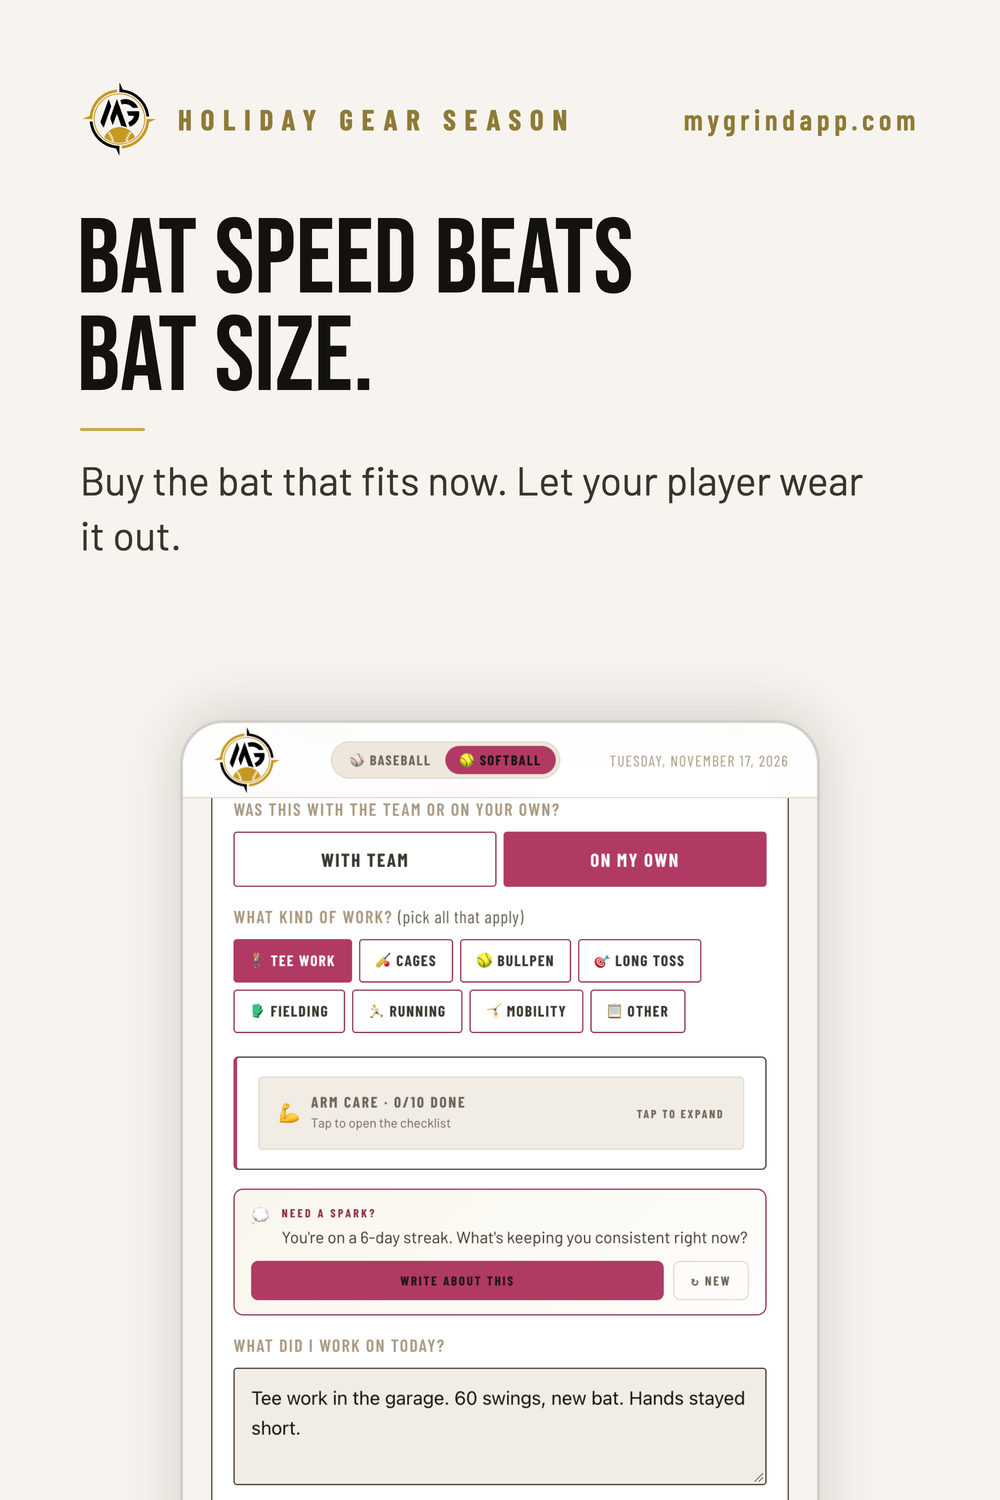 MG HOLIDAY GEAR SEASON mygrindapp.com
BAT SPEED BEATS
BAT SIZE.
Buy the bat that fits now. Let your player wear
it out.
MG BASEBALL SOFTBALL TUESDAY, NOVEMBER 17, 2026
WAS THIS WITH THE TEAM OR ON YOUR OWN?
WITH TEAM ON MY OWN
WHAT KIND OF WORK? (pick all that apply)
TEE WORK CAGES BULLPEN LONG TOSS
FIELDING RUNNING MOBILITY OTHER
ARM CARE · 0/10 DONE
Tap to open the checklist
TAP TO EXPAND
NEED A SPARK?
You're on a 6-day streak. What's keeping you consistent right now?
WRITE ABOUT THIS ↻ NEW
WHAT DID I WORK ON TODAY?
Tee work in the garage. 60 swings, new bat. Hands stayed
short.